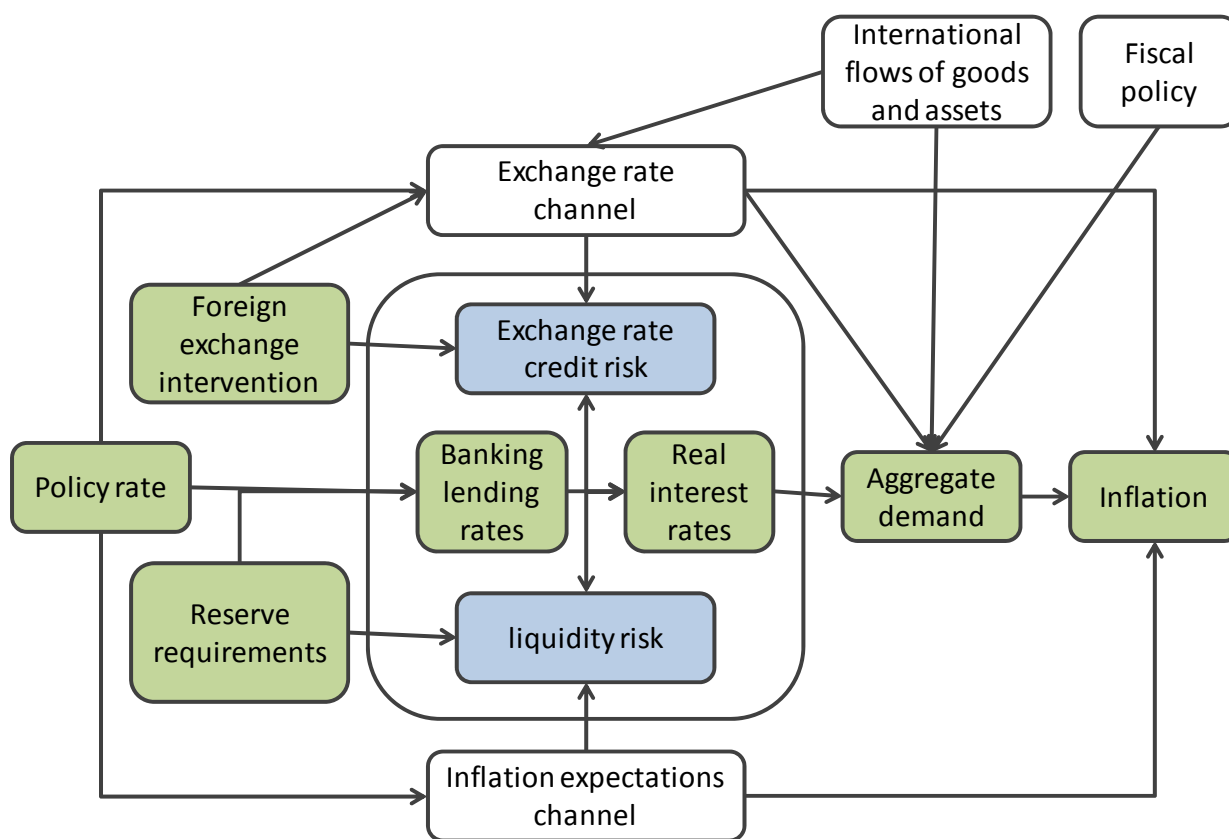 International
flows of goods
and assets
Fiscal
policy
Exchange rate
channel
Foreign
exchange
intervention
Exchange rate
credit risk
Policy rate
Banking
lending
rates
Real
interest
rates
Aggregate
demand
Inflation
Reserve
requirements
liquidity risk
Inflation expectations
channel